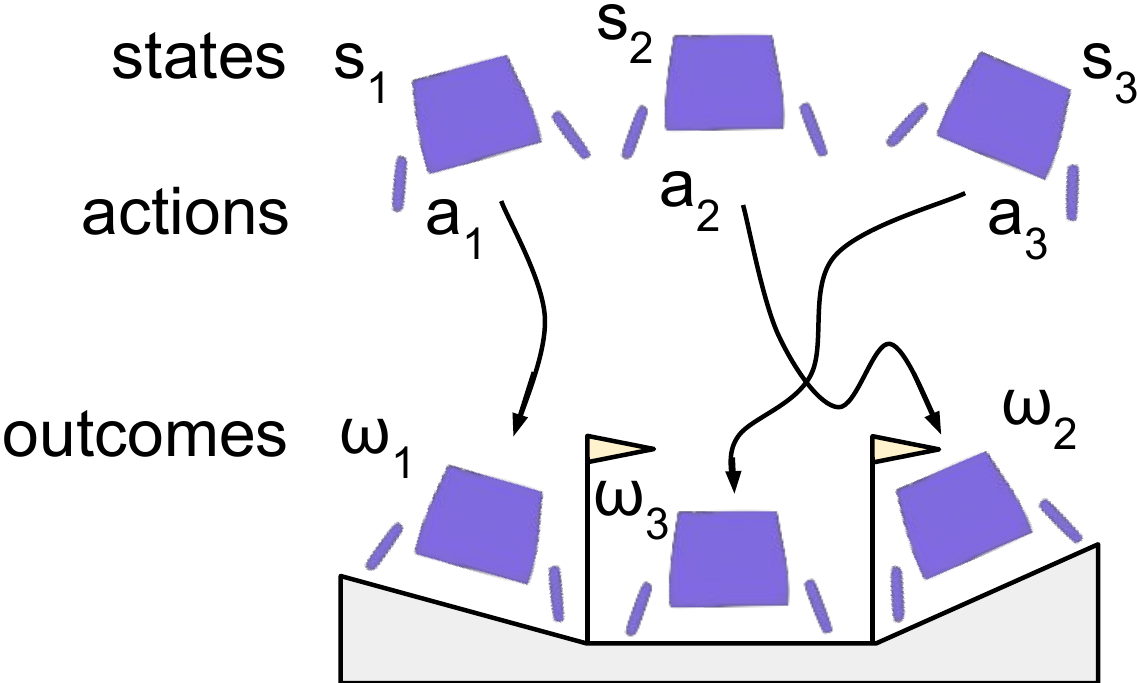 states s₁ s₂ s₃
actions a₁ a₂ a₃
outcomes ω₁ ω₃ ω₂